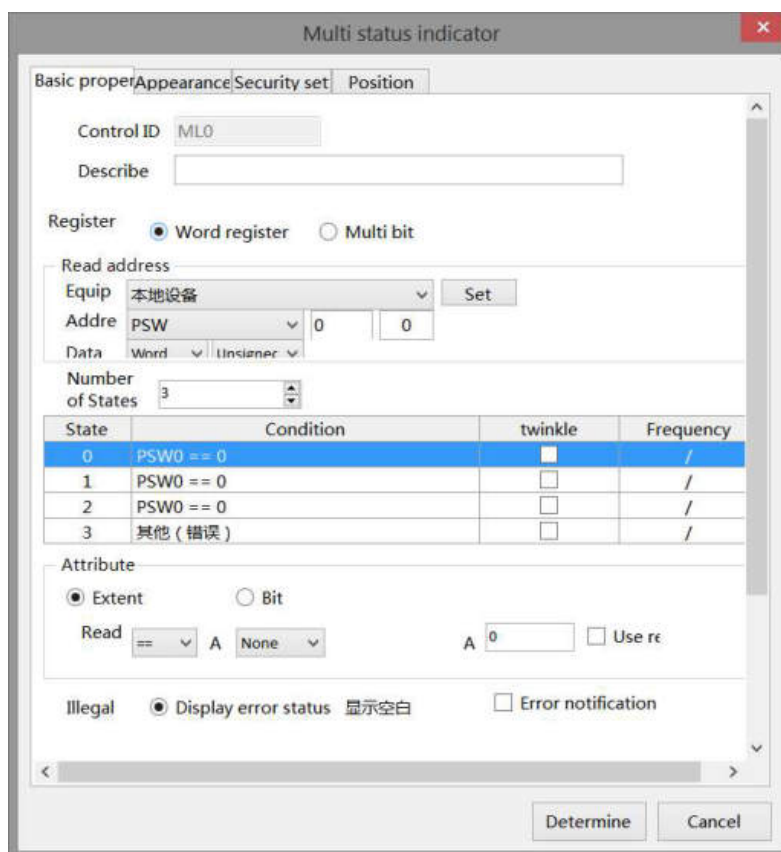 Multi status indicator
Basic proper Appearance Security set Position
Control ID ML0
Describe
Register Word register Multi bit
Read address
Equip 本地设备 Set
Addre PSW 0 0
Data Word Unsignec
Number
of States 3
State Condition twinkle Frequency
0 PSW0 == 0 /
1 PSW0 == 0 /
2 PSW0 == 0 /
3 其他（错误） /
Attribute
Extent Bit
Read == A None A 0 Use re
Illegal Display error status 显示空白 Error notification
Determine Cancel